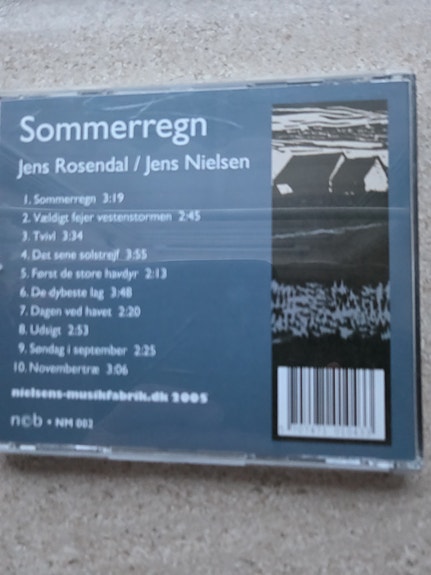 Sommerregn
Jens Rosendal / Jens Nielsen
1. Sommerregn 3:19
2. Vældigt fejer vestenstormen 2:45
3. Tvivl 3:34
4. Det sene solstrejf 3:55
5. Først de store havdyr 2:13
6. De dybeste lag 3:48
7. Dagen ved havet 2:20
8. Udsigt 2:53
9. Søndag i september 2:25
10. Novembertræ 3:06
nielsens-musikfabrik.dk 2005
ncb • NM 002